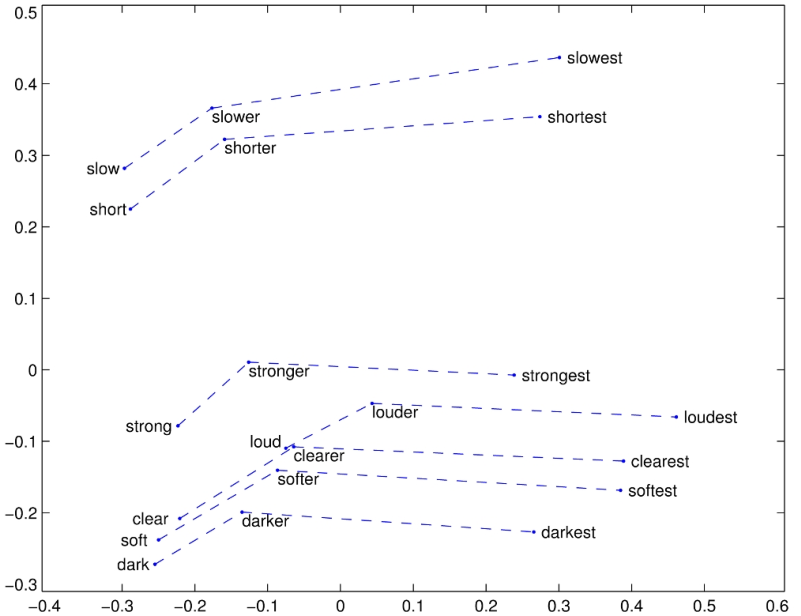 0.5
slowest
0.4
slower
shortest
0.3
shorter
slow
short
0.2
0.1
0
stronger
strongest
strong
louder
loudest
−0.1
loud
clearer
clearest
softer
softest
−0.2
clear
darker
soft
darkest
dark
−0.3
−0.4 −0.3 −0.2 −0.1 0 0.1 0.2 0.3 0.4 0.5 0.6